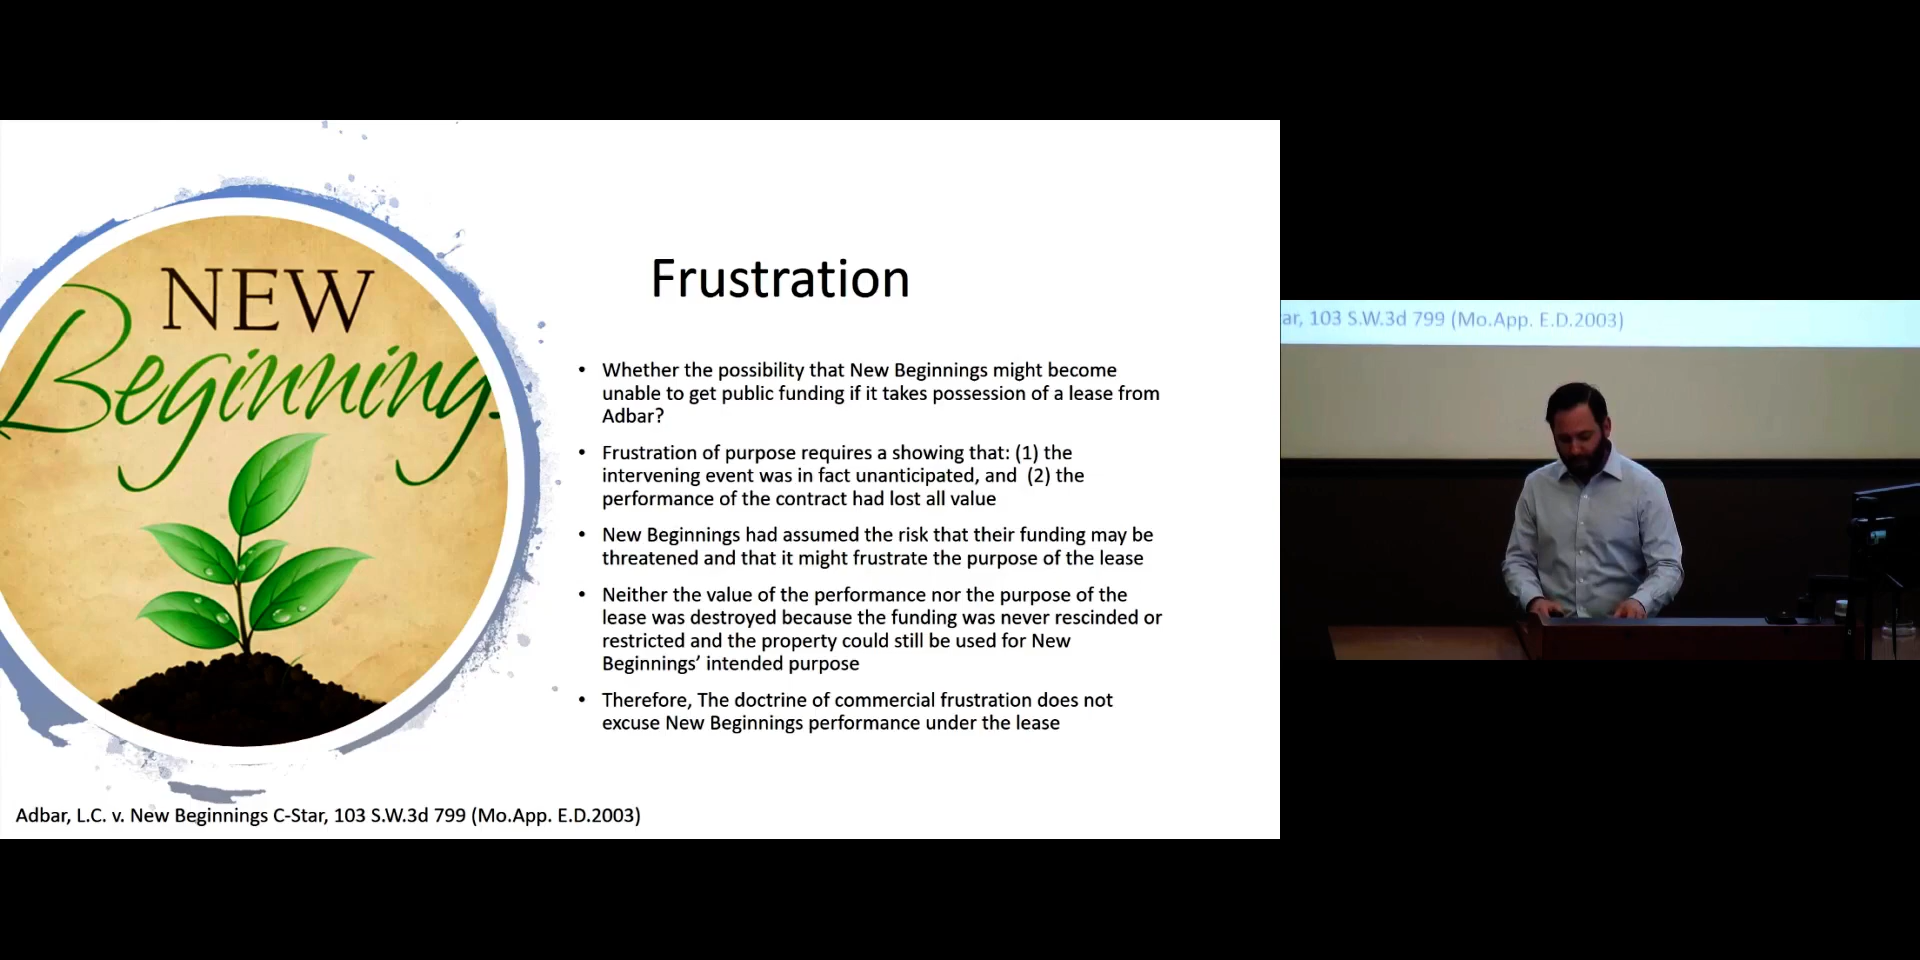 NEW
Beginnings
Frustration
• Whether the possibility that New Beginnings might become
unable to get public funding if it takes possession of a lease from
Adbar?
• Frustration of purpose requires a showing that: (1) the
intervening event was in fact unanticipated, and (2) the
performance of the contract had lost all value
• New Beginnings had assumed the risk that their funding may be
threatened and that it might frustrate the purpose of the lease
• Neither the value of the performance nor the purpose of the
lease was destroyed because the funding was never rescinded or
restricted and the property could still be used for New
Beginnings’ intended purpose
• Therefore, The doctrine of commercial frustration does not
excuse New Beginnings performance under the lease
Adbar, L.C. v. New Beginnings C-Star, 103 S.W.3d 799 (Mo.App. E.D.2003)
ar, 103 S.W.3d 799 (Mo.App. E.D.2003)